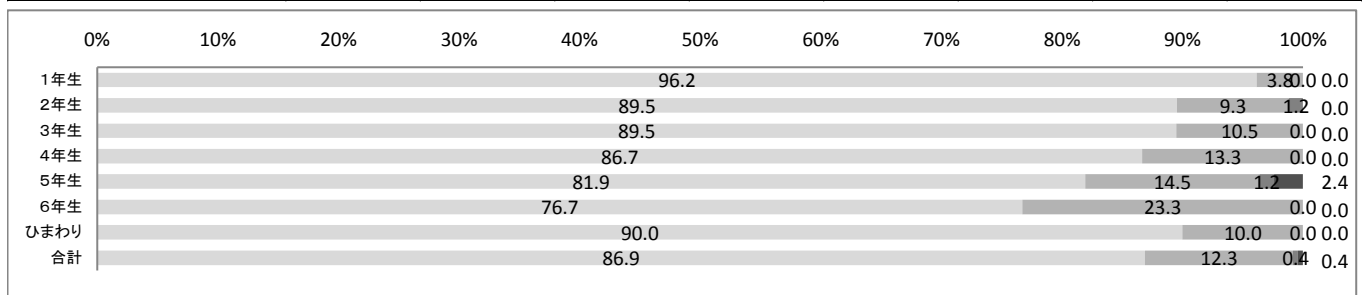 0% 10% 20% 30% 40% 50% 60% 70% 80% 90% 100%
1年生 96.2 3.8 0.0 0.0
2年生 89.5 9.3 1.2 0.0
3年生 89.5 10.5 0.0 0.0
4年生 86.7 13.3 0.0 0.0
5年生 81.9 14.5 1.2 2.4
6年生 76.7 23.3 0.0 0.0
ひまわり 90.0 10.0 0.0 0.0
合計 86.9 12.3 0.4 0.4